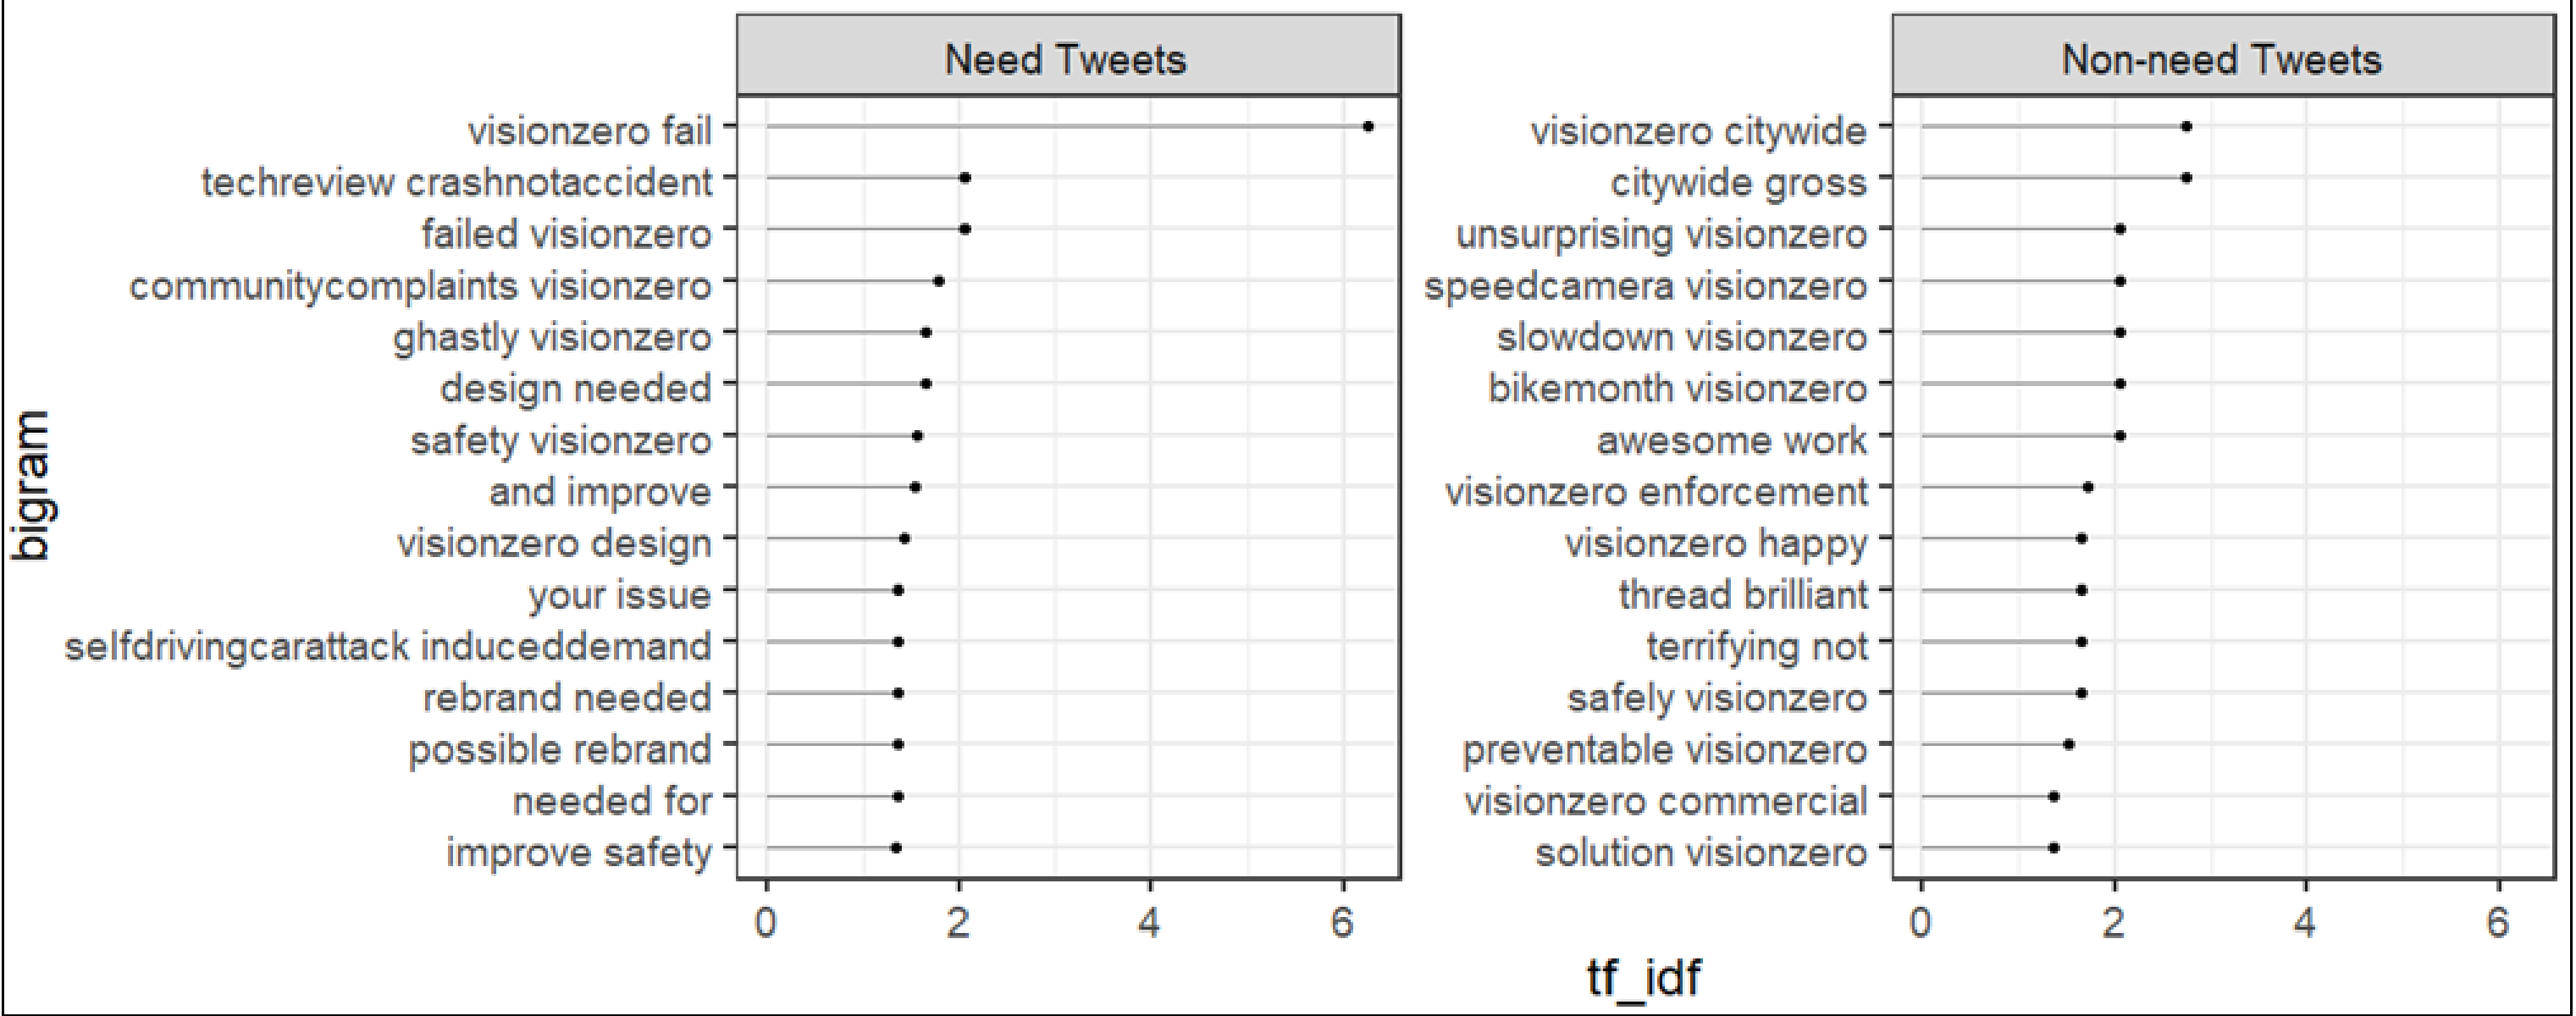 Need Tweets
visionzero fail
techreview crashnotaccident
failed visionzero
communitycomplaints visionzero
ghastly visionzero
design needed
safety visionzero
and improve
visionzero design
your issue
selfdrivingcarattack induceddemand
rebrand needed
possible rebrand
needed for
improve safety
0 2 4 6
Non-need Tweets
visionzero citywide
citywide gross
unsurprising visionzero
speedcamera visionzero
slowdown visionzero
bikemonth visionzero
awesome work
visionzero enforcement
visionzero happy
thread brilliant
terrifying not
safely visionzero
preventable visionzero
visionzero commercial
solution visionzero
0 2 4 6
bigram
tf_idf